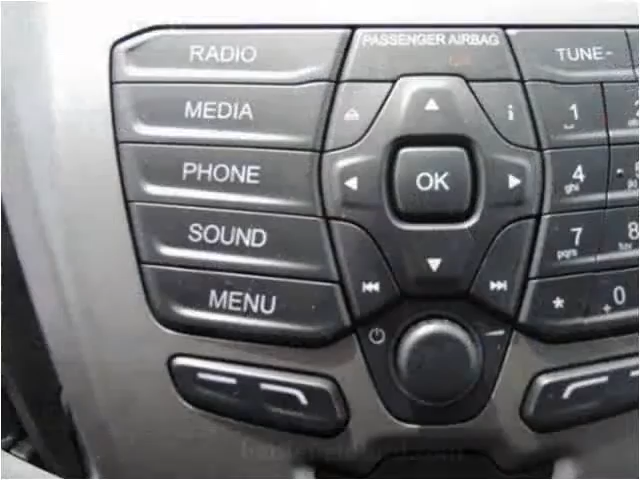 RADIO
PASSENGER AIRBAG
TUNE-
MEDIA
i
1
PHONE
OK
4
ghi
SOUND
7
pqrs
8
tuv
MENU
*
0
+